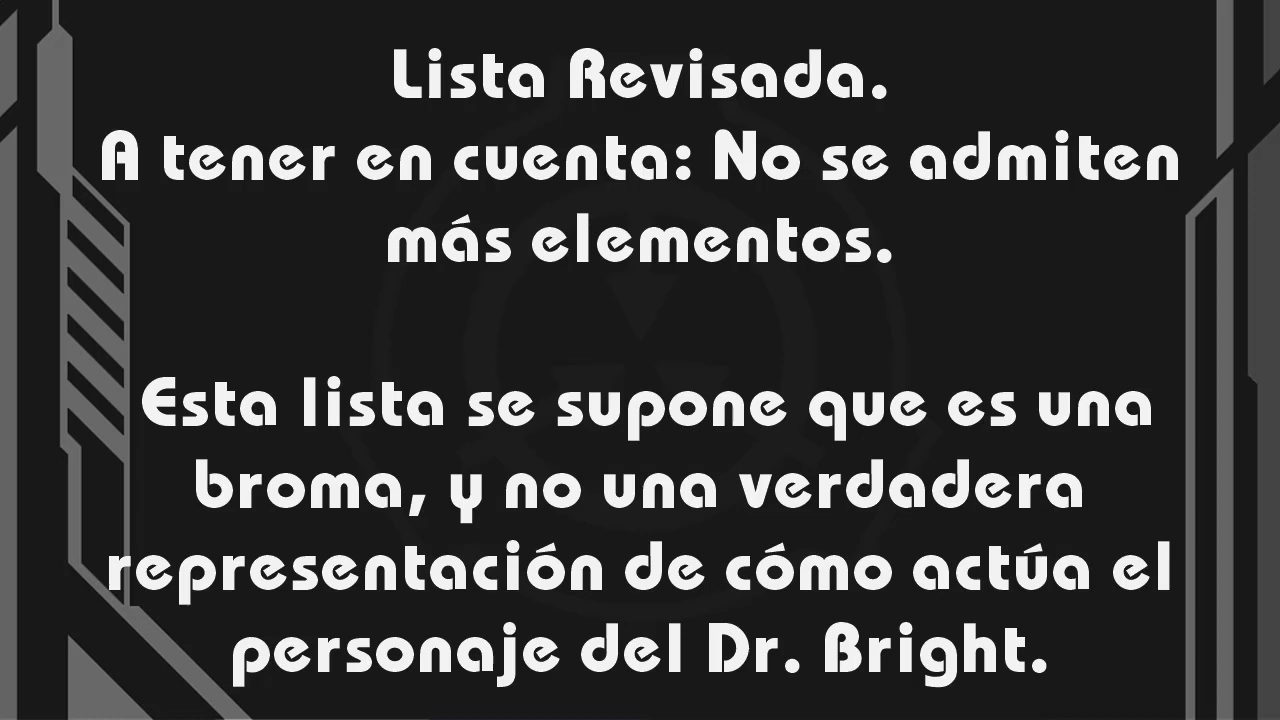 Lista Revisada.
A tener en cuenta: No se admiten
más elementos.
Esta lista se supone que es una
broma, y no una verdadera
representación de cómo actúa el
personaje del Dr. Bright.